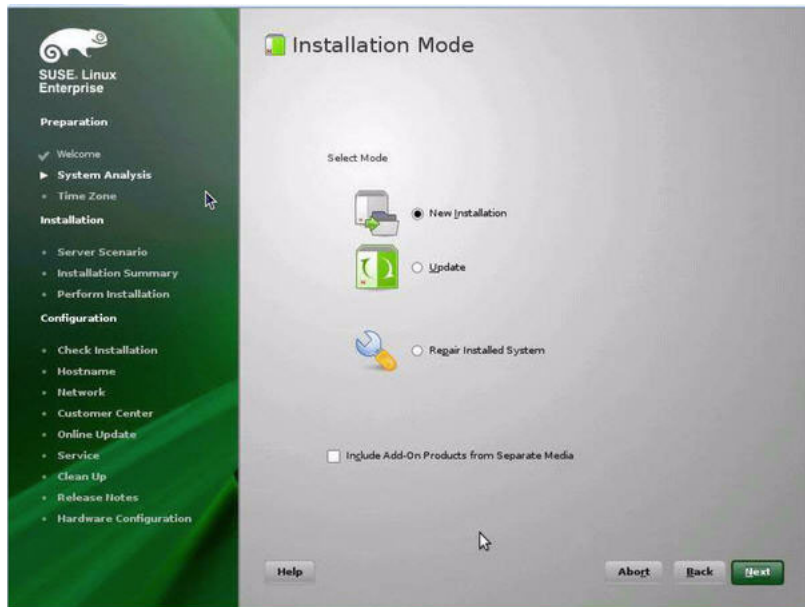 SUSE. Linux
Enterprise
Preparation
Welcome
System Analysis
Time Zone
Installation
Server Scenario
Installation Summary
Perform Installation
Configuration
Check Installation
Hostname
Network
Customer Center
Online Update
Service
Clean Up
Release Notes
Hardware Configuration
Installation Mode
Select Mode
New Installation
Update
Repair Installed System
Include Add-On Products from Separate Media
Help
Abort
Back
Next